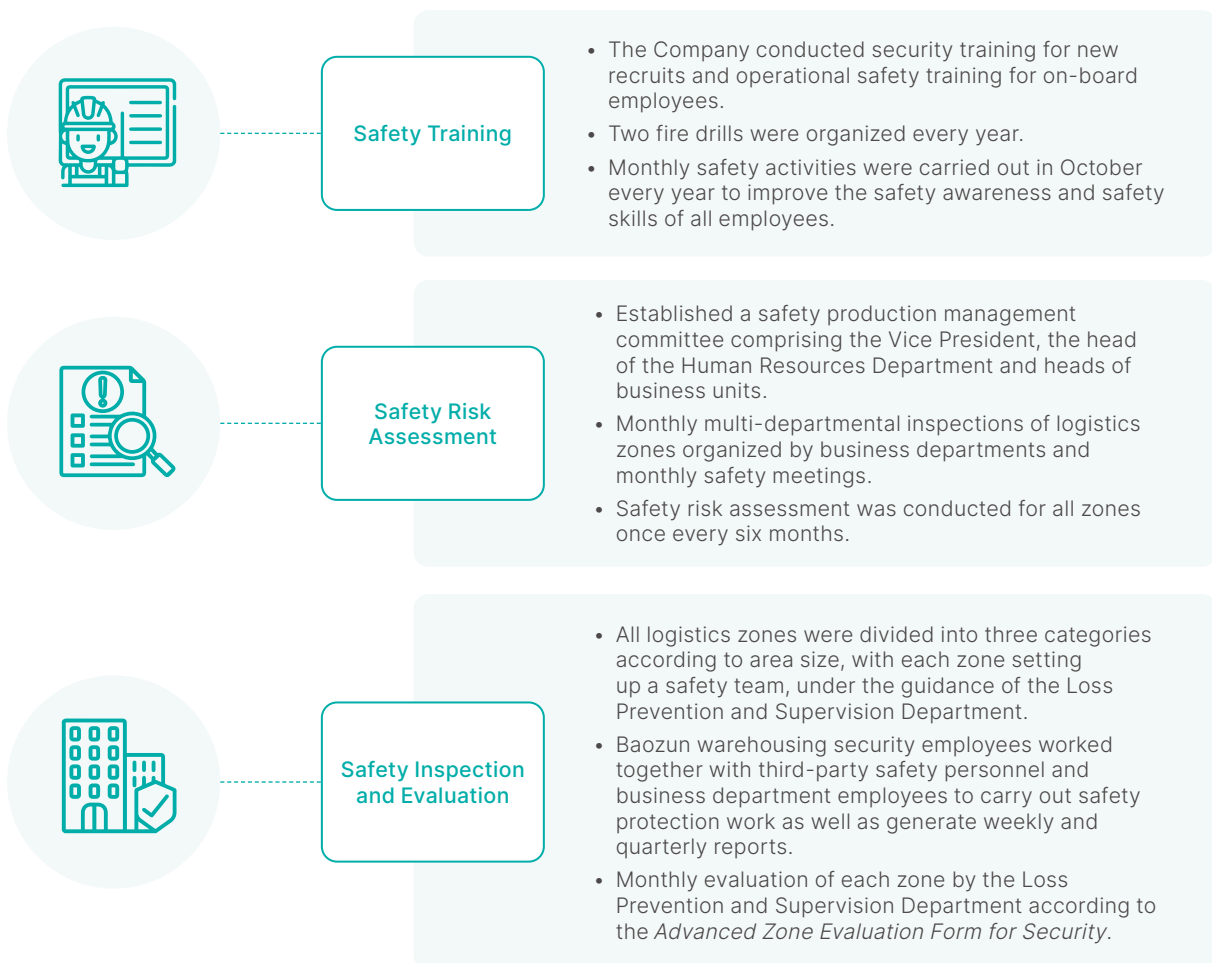 Safety Training
• The Company conducted security training for new
recruits and operational safety training for on-board
employees.
• Two fire drills were organized every year.
• Monthly safety activities were carried out in October
every year to improve the safety awareness and safety
skills of all employees.
Safety Risk
Assessment
• Established a safety production management
committee comprising the Vice President, the head
of the Human Resources Department and heads of
business units.
• Monthly multi-departmental inspections of logistics
zones organized by business departments and
monthly safety meetings.
• Safety risk assessment was conducted for all zones
once every six months.
Safety Inspection
and Evaluation
• All logistics zones were divided into three categories
according to area size, with each zone setting
up a safety team, under the guidance of the Loss
Prevention and Supervision Department.
• Baozun warehousing security employees worked
together with third-party safety personnel and
business department employees to carry out safety
protection work as well as generate weekly and
quarterly reports.
• Monthly evaluation of each zone by the Loss
Prevention and Supervision Department according to
the Advanced Zone Evaluation Form for Security.